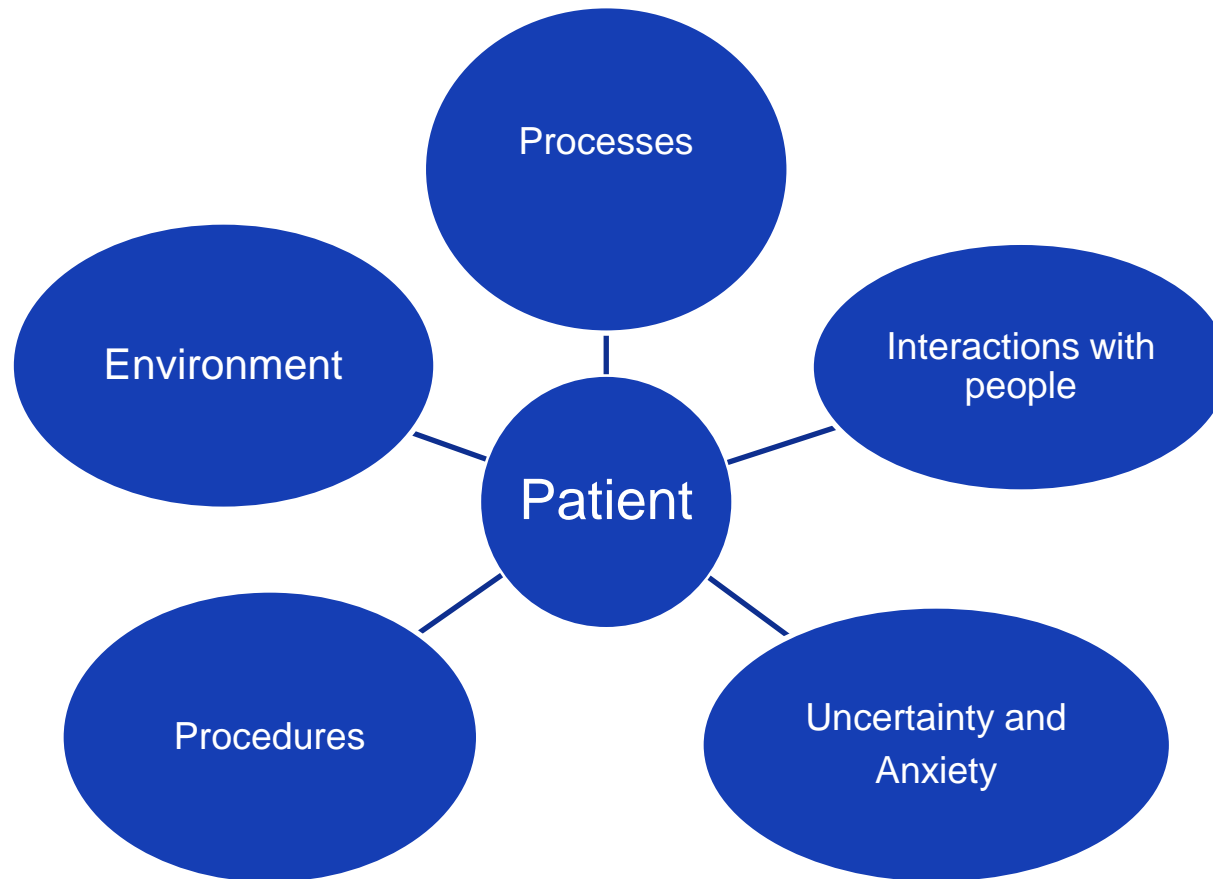 Processes
Environment
Interactions with
people
Patient
Procedures
Uncertainty and
Anxiety